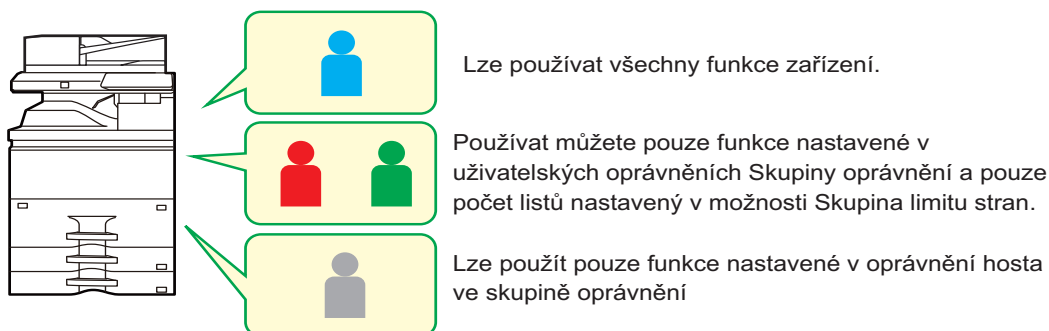 Lze používat všechny funkce zařízení.
Používat můžete pouze funkce nastavené v
uživatelských oprávněních Skupiny oprávnění a pouze
počet listů nastavený v možnosti Skupina limitu stran.
Lze použít pouze funkce nastavené v oprávnění hosta
ve skupině oprávnění